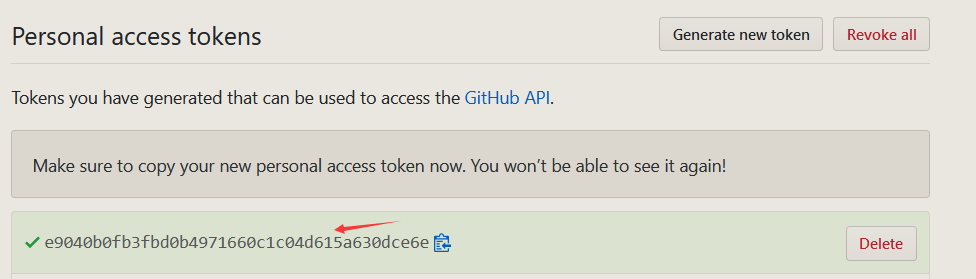 Personal access tokens
Generate new token
Revoke all
Tokens you have generated that can be used to access the GitHub API.
Make sure to copy your new personal access token now. You won't be able to see it again!
e9040b0fb3fbd0b4971660c1c04d615a630dce6e
Delete